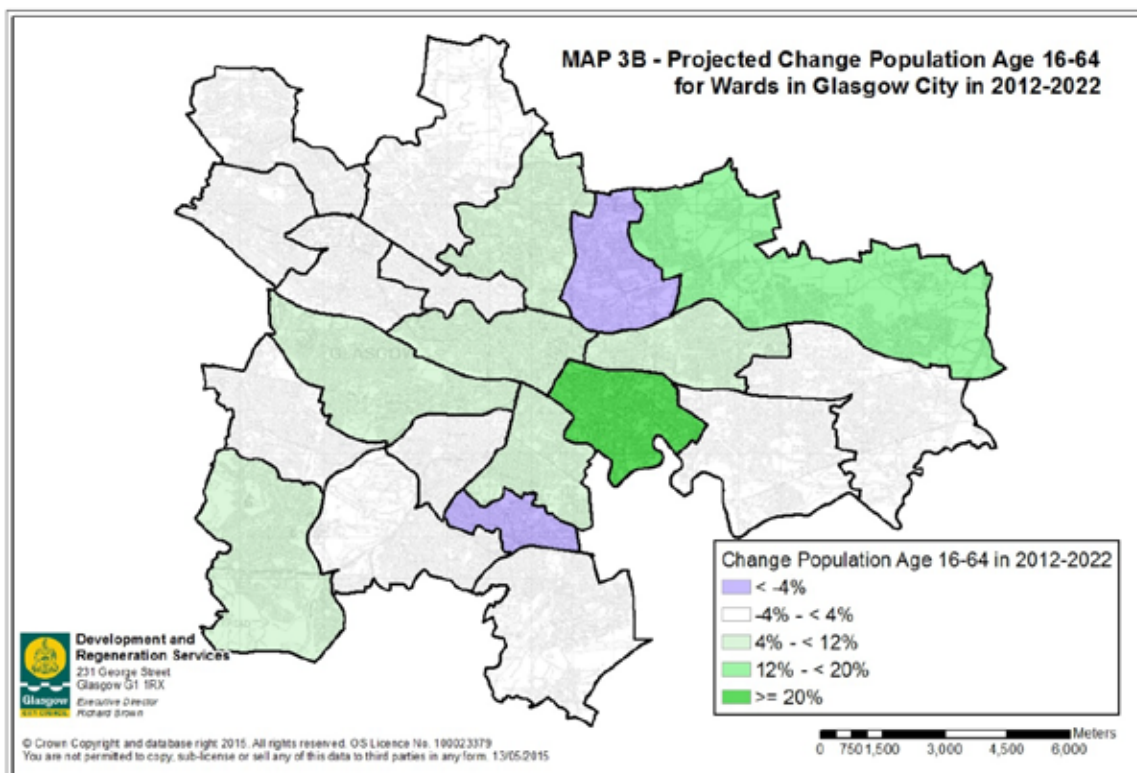 MAP 3B - Projected Change Population Age 16-64
for Wards in Glasgow City in 2012-2022
GLASGOW
Change Population Age 16-64 in 2012-2022
< -4%
-4% - < 4%
4% - < 12%
12% - < 20%
>= 20%
Development and
Regeneration Services
231 George Street
Glasgow G1 1RX
Executive Director
Richard Brown
Glasgow
CITY COUNCIL
Meters
0 750 1,500 3,000 4,500 6,000
© Crown Copyright and database right 2015. All rights reserved. OS Licence No. 100023379
You are not permitted to copy, sub-license or sell any of this data to third parties in any form. 13/05/2015